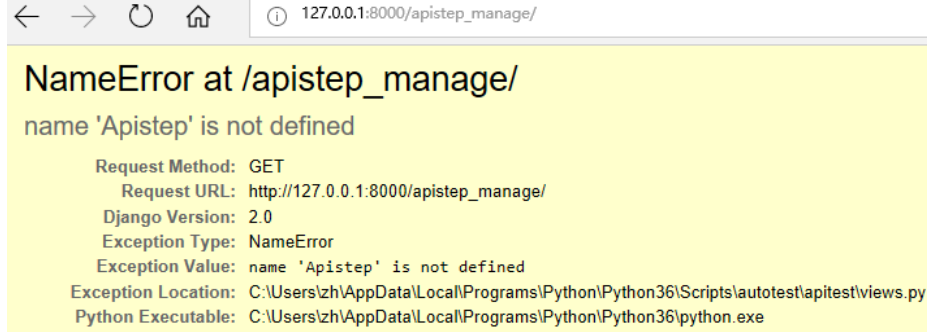 127.0.0.1:8000/apistep_manage/
NameError at /apistep_manage/
name 'Apistep' is not defined
Request Method: GET
Request URL: http://127.0.0.1:8000/apistep_manage/
Django Version: 2.0
Exception Type: NameError
Exception Value: name 'Apistep' is not defined
Exception Location: C:\Users\zh\AppData\Local\Programs\Python\Python36\Scripts\autotest\apitest\views.py
Python Executable: C:\Users\zh\AppData\Local\Programs\Python\Python36\python.exe